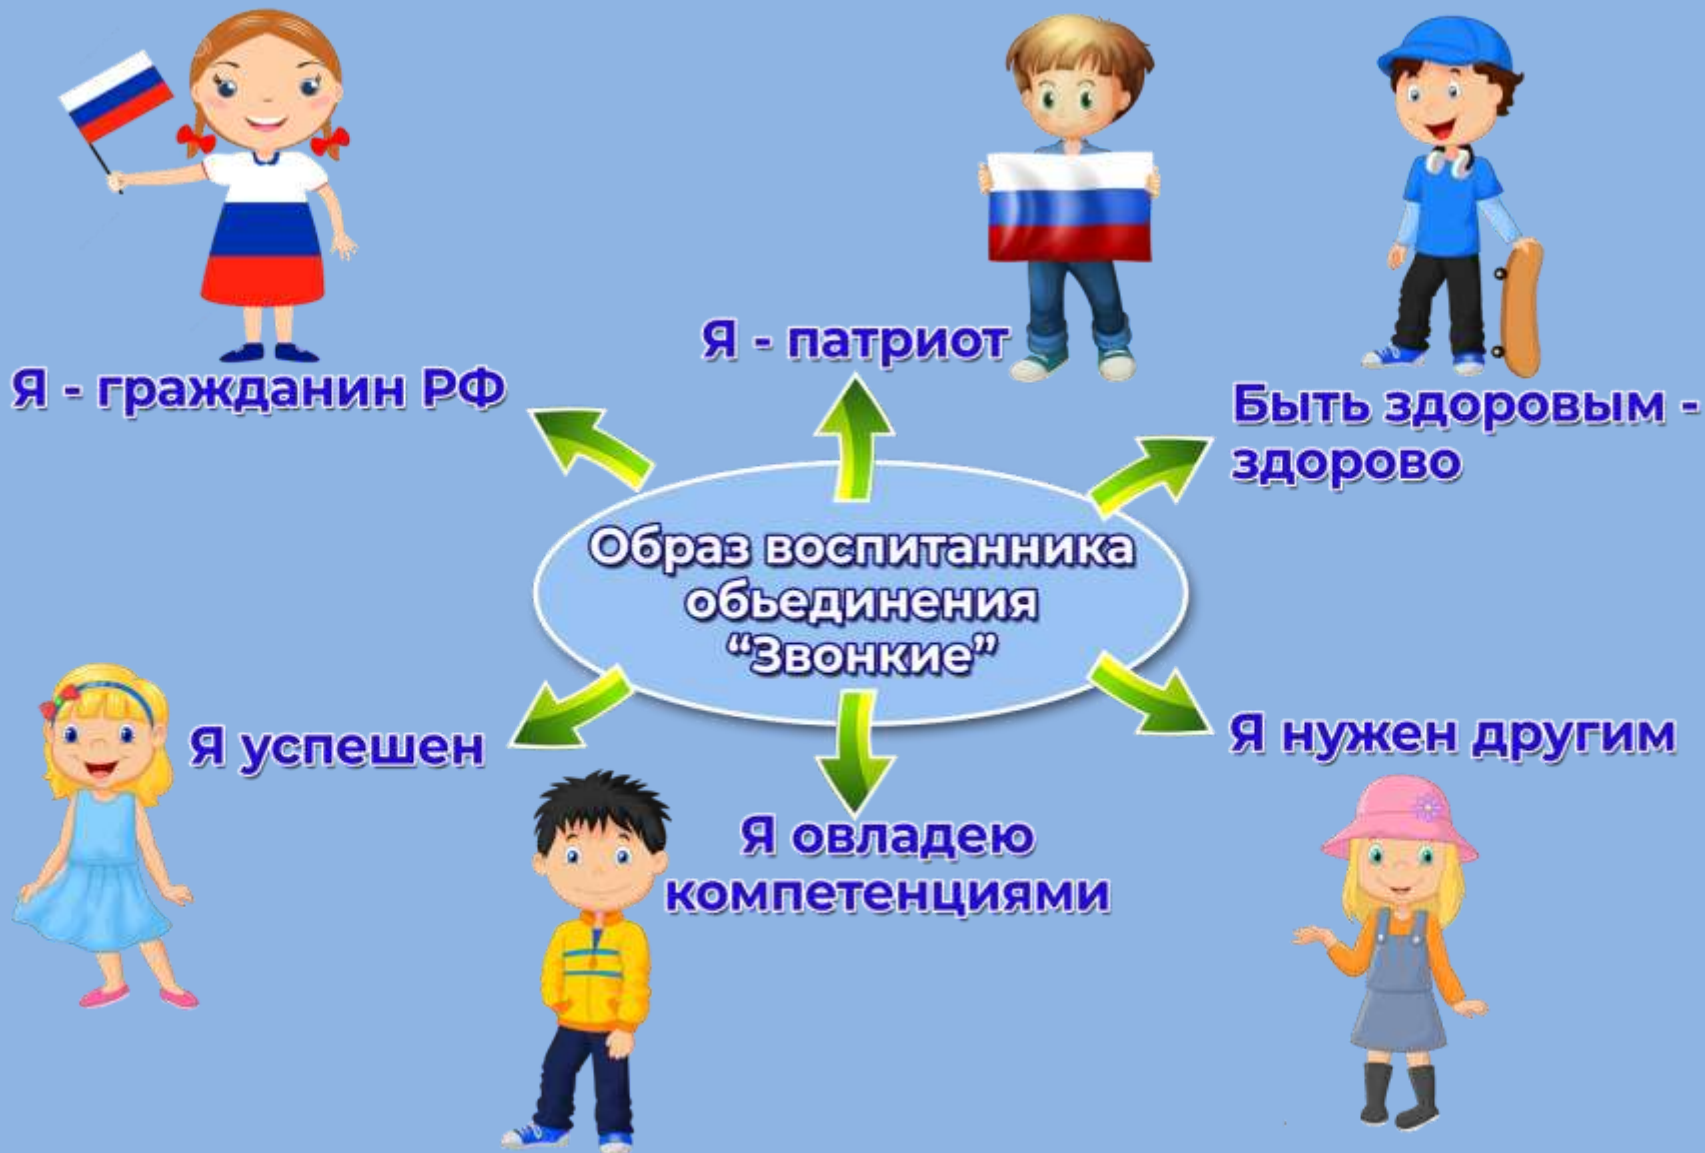 Я - гражданин РФ
Я - патриот
Быть здоровым -
здорово
Образ воспитанника
обьединения
“Звонкие”
Я успешен
Я овладею
компетенциями
Я нужен другим